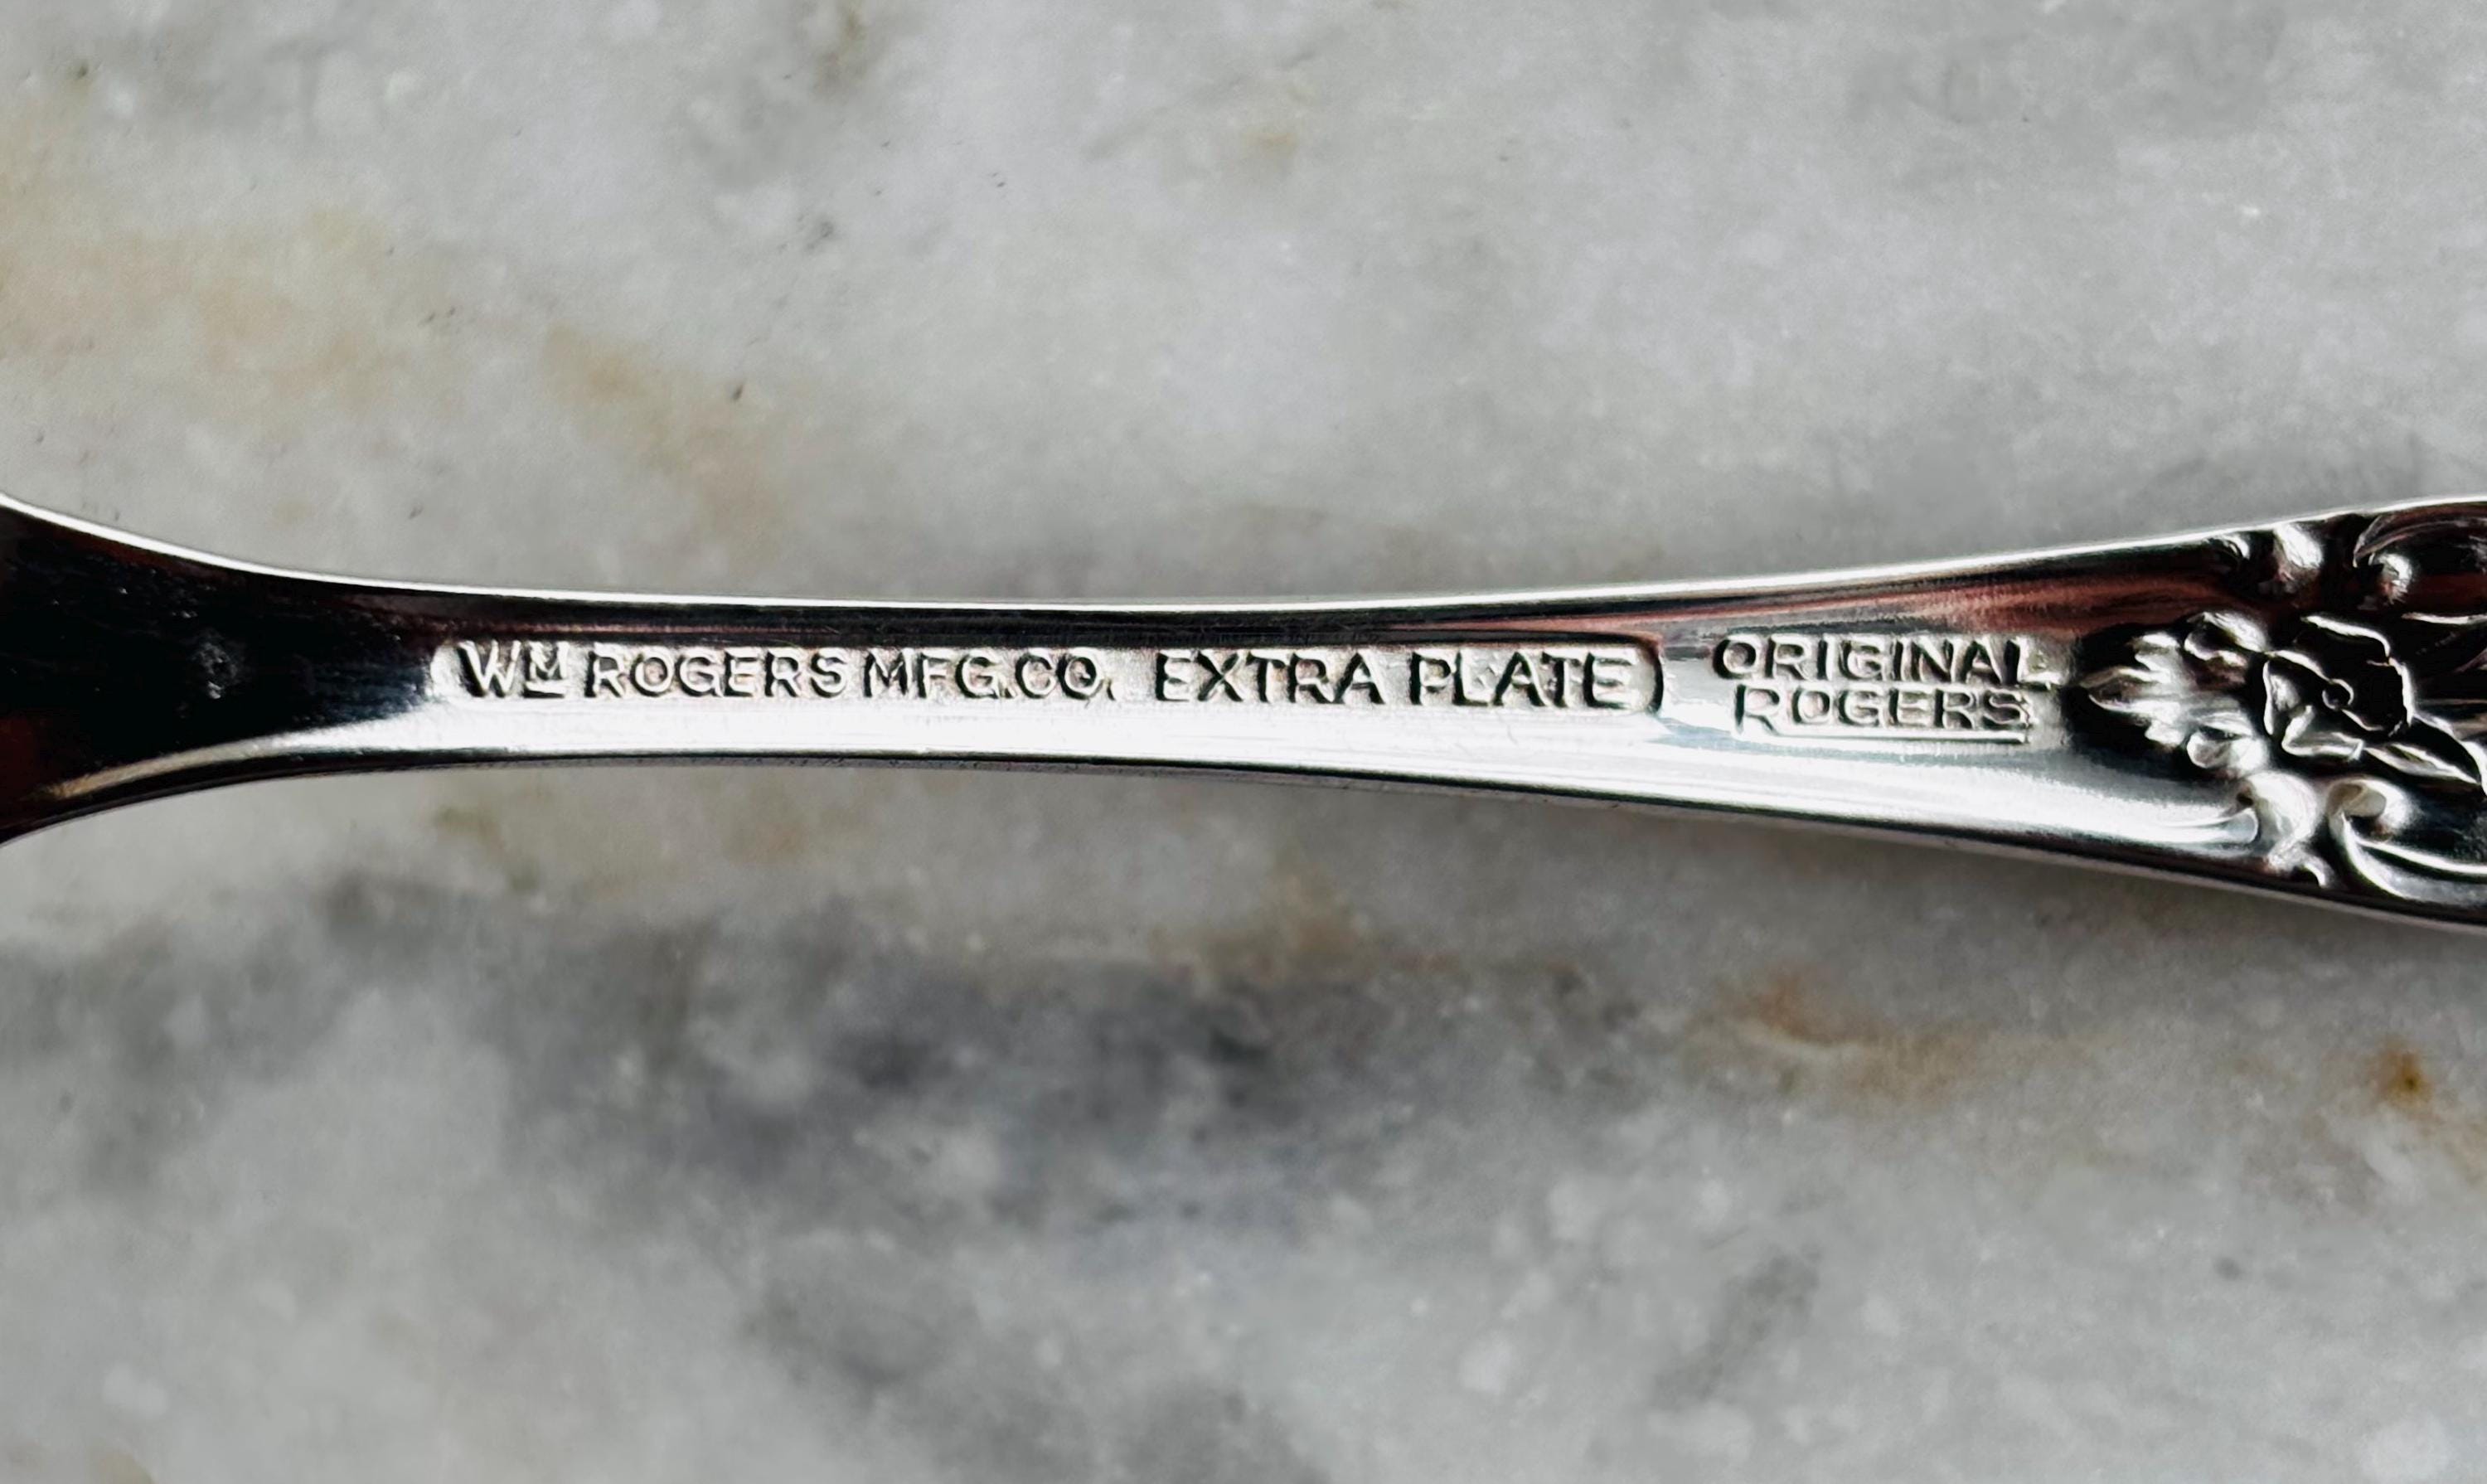 WM ROGERS MFG.CO. EXTRA PLATE
ORIGINAL
ROGERS